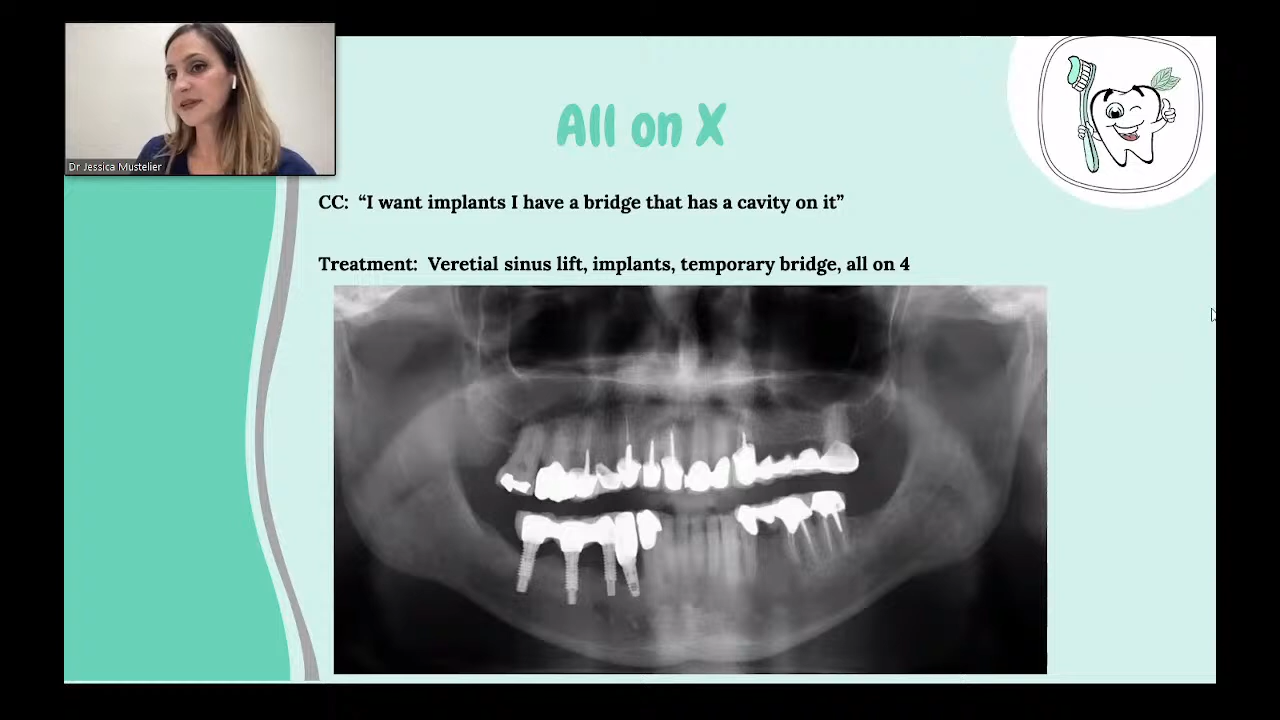 Dr Jessica Mustelier
All on X
CC:  “I want implants I have a bridge that has a cavity on it”
Treatment:  Veretial sinus lift, implants, temporary bridge, all on 4